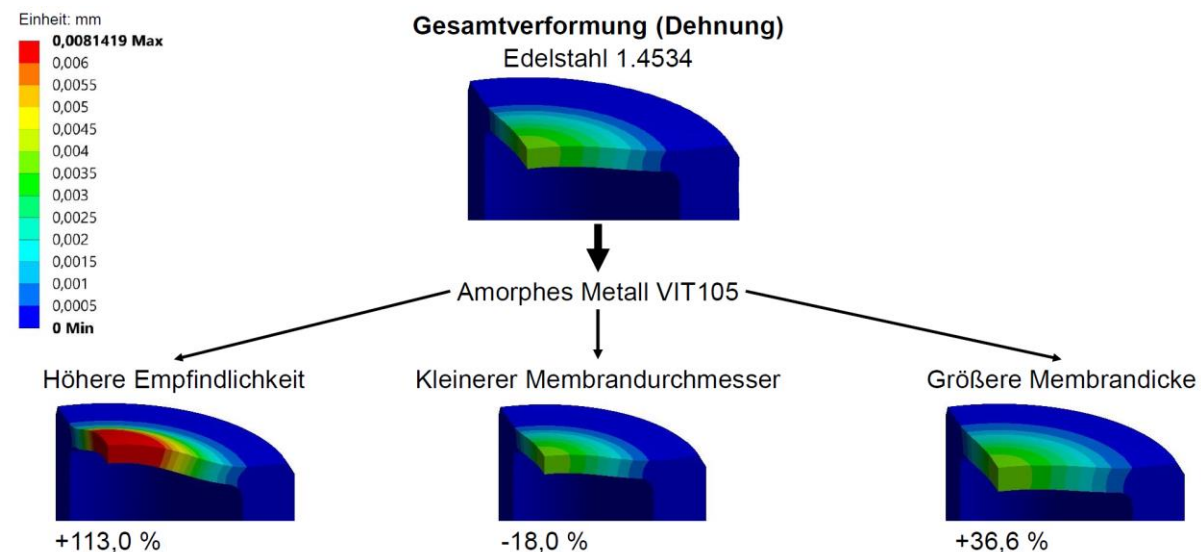 Einheit: mm
0,0081419 Max
0,006
0,0055
0,005
0,0045
0,004
0,0035
0,003
0,0025
0,002
0,0015
0,001
0,0005
0 Min
Gesamtverformung (Dehnung)
Edelstahl 1.4534
Amorphes Metall VIT105
Höhere Empfindlichkeit
Kleinerer Membrandurchmesser
Größere Membrandicke
+113,0 %
-18,0 %
+36,6 %